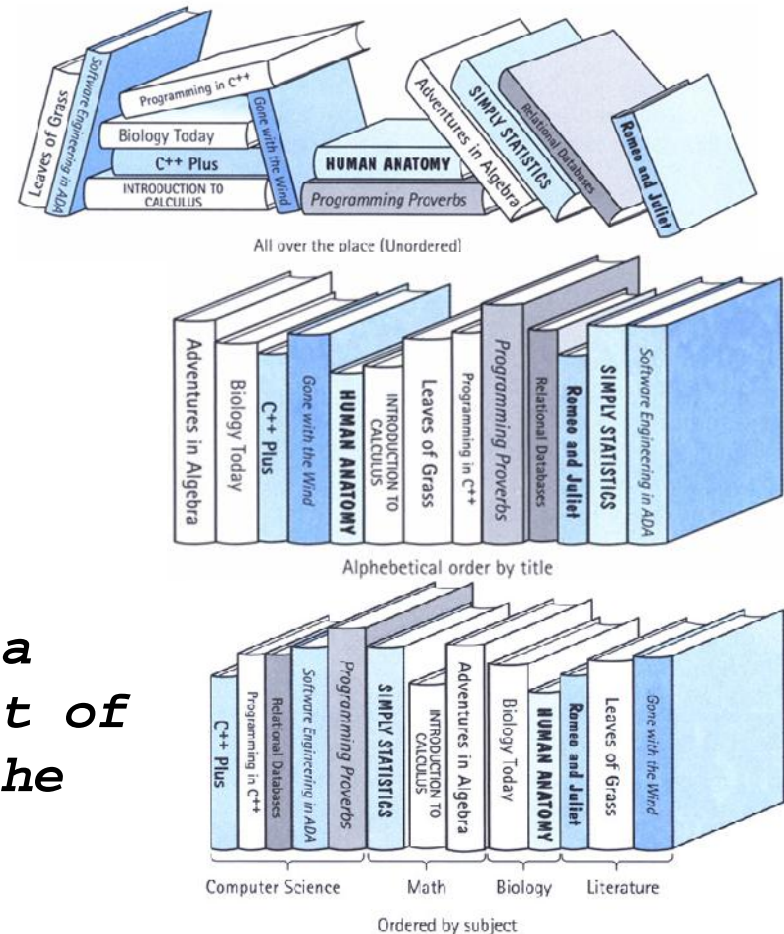 Leaves of Grass
Software Engineering in ADA
Programming in C++
Biology Today
C++ Plus
INTRODUCTION TO
CALCULUS
Gone with the Wind
HUMAN ANATOMY
Programming Proverbs
Adventures in Algebra
SIMPLY STATISTICS
Relational Databases
Romeo and Juliet
All over the place (Unordered)
Adventures in Algebra
Biology Today
C++ Plus
Gone with the Wind
HUMAN ANATOMY
INTRODUCTION TO
CALCULUS
Leaves of Grass
Programming in C++
Programming Proverbs
Relational Databases
Romeo and Juliet
SIMPLY STATISTICS
Software Engineering in ADA
Alphebetical order by title
a
t of
he
C++ Plus
Programming in C++
Relational Databases
Software Engineering in ADA
Programming Proverbs
SIMPLY STATISTICS
INTRODUCTION TO
CALCULUS
Adventures in Algebra
Biology Today
HUMAN ANATOMY
Romeo and Juliet
Leaves of Grass
Gone with the Wind
Computer Science
Math
Biology
Literature
Ordered by subject